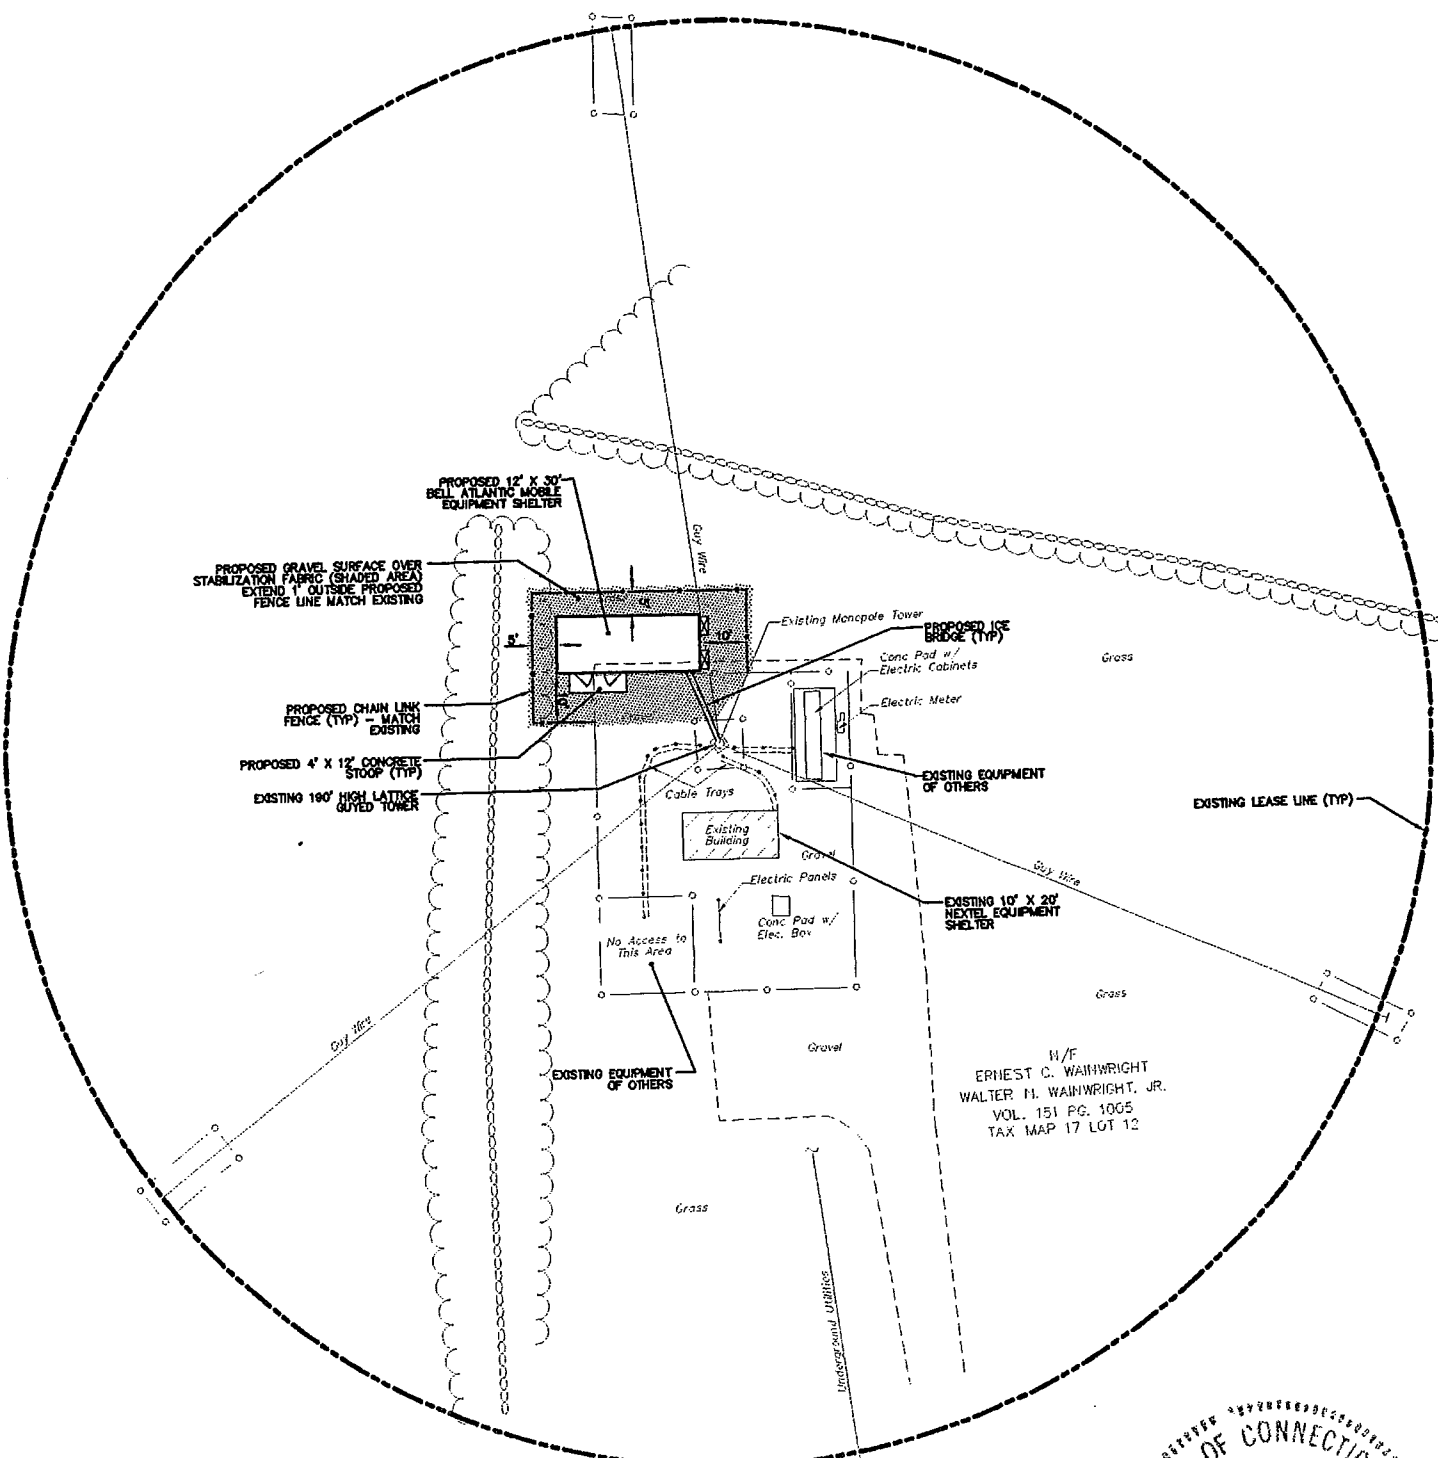 PROPOSED 12' X 30'
BELL ATLANTIC MOBILE
EQUIPMENT SHELTER
PROPOSED GRAVEL SURFACE OVER
STABILIZATION FABRIC (SHADED AREA)
EXTEND 1' OUTSIDE PROPOSED
FENCE LINE MATCH EXISTING
Guy Wire
5'
10'
Existing Monopole Tower
PROPOSED ICE
BRIDGE (TYP)
Conc Pad w/
Electric Cabinets
Grass
Electric Meter
PROPOSED CHAIN LINK
FENCE (TYP) - MATCH
EXISTING
PROPOSED 4' X 12' CONCRETE
STOOP (TYP)
EXISTING 190' HIGH LATTICE
GUYED TOWER
Cable Trays
EXISTING EQUIPMENT
OF OTHERS
EXISTING LEASE LINE (TYP)
Existing
Building
Gravel
Guy Wire
Electric Panels
EXISTING 10' X 20'
NEXTEL EQUIPMENT
SHELTER
Conc Pad w/
Elec. Box
No Access to
This Area
Grass
Guy Wire
Gravel
EXISTING EQUIPMENT
OF OTHERS
N/F
ERNEST C. WAINWRIGHT
WALTER N. WAINWRIGHT, JR.
VOL. 151 PG. 1005
TAX MAP 17 LOT 12
Grass
Underground Utilities
OF CONNECTIC